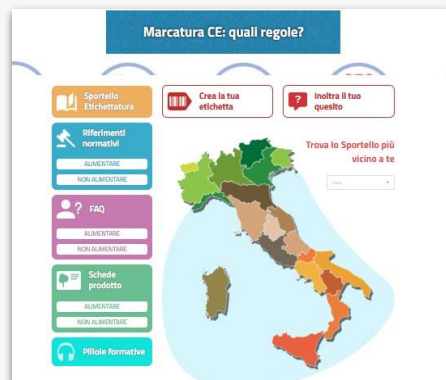 Marcatura CE: quali regole?
Sportello
Etichettatura
Crea la tua
etichetta
Inoltra il tuo
quesito
Riferimenti
normativi
ALIMENTARE
NON ALIMENTARE
FAQ
ALIMENTARE
NON ALIMENTARE
Schede
prodotto
ALIMENTARE
NON ALIMENTARE
Pillole formative
Trova lo Sportello più
vicino a te